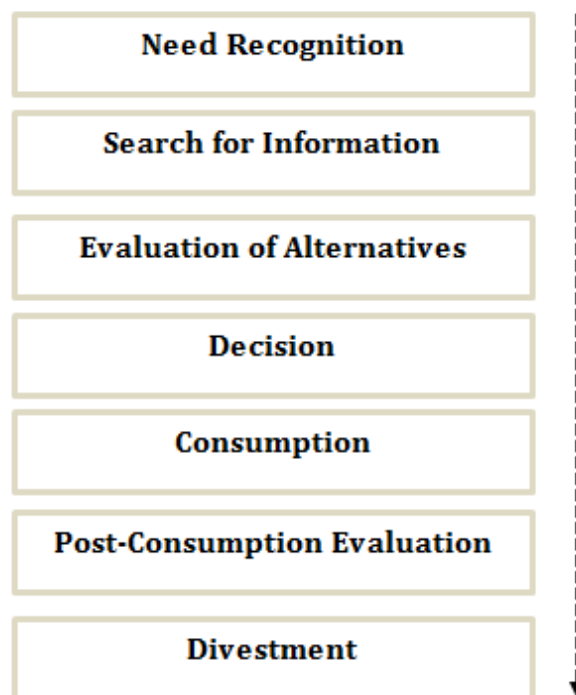 Need Recognition
Search for Information
Evaluation of Alternatives
Decision
Consumption
Post-Consumption Evaluation
Divestment